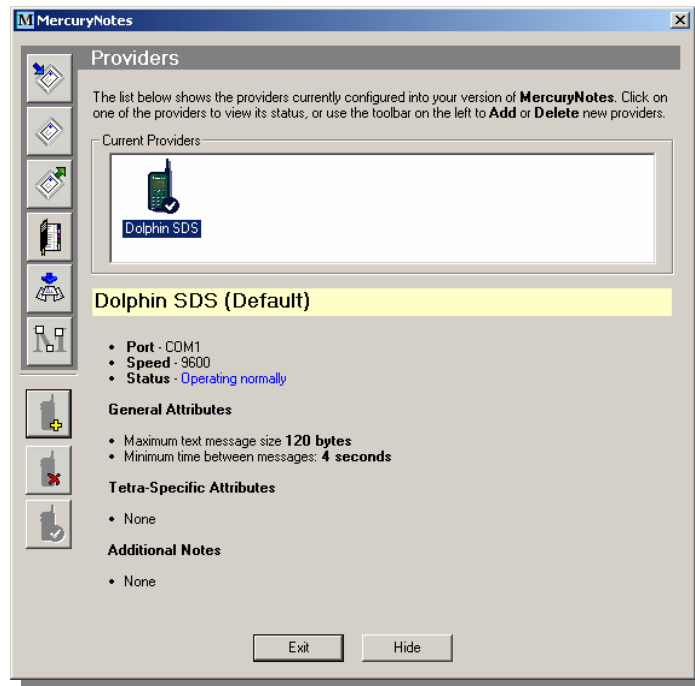 MercuryNotes
Providers
The list below shows the providers currently configured into your version of MercuryNotes. Click on
one of the providers to view its status, or use the toolbar on the left to Add or Delete new providers.
Current Providers
Dolphin SDS
Dolphin SDS (Default)
• Port - COM1
• Speed - 9600
• Status - Operating normally
General Attributes
• Maximum text message size 120 bytes
• Minimum time between messages: 4 seconds
Tetra-Specific Attributes
• None
Additional Notes
• None
Exit
Hide